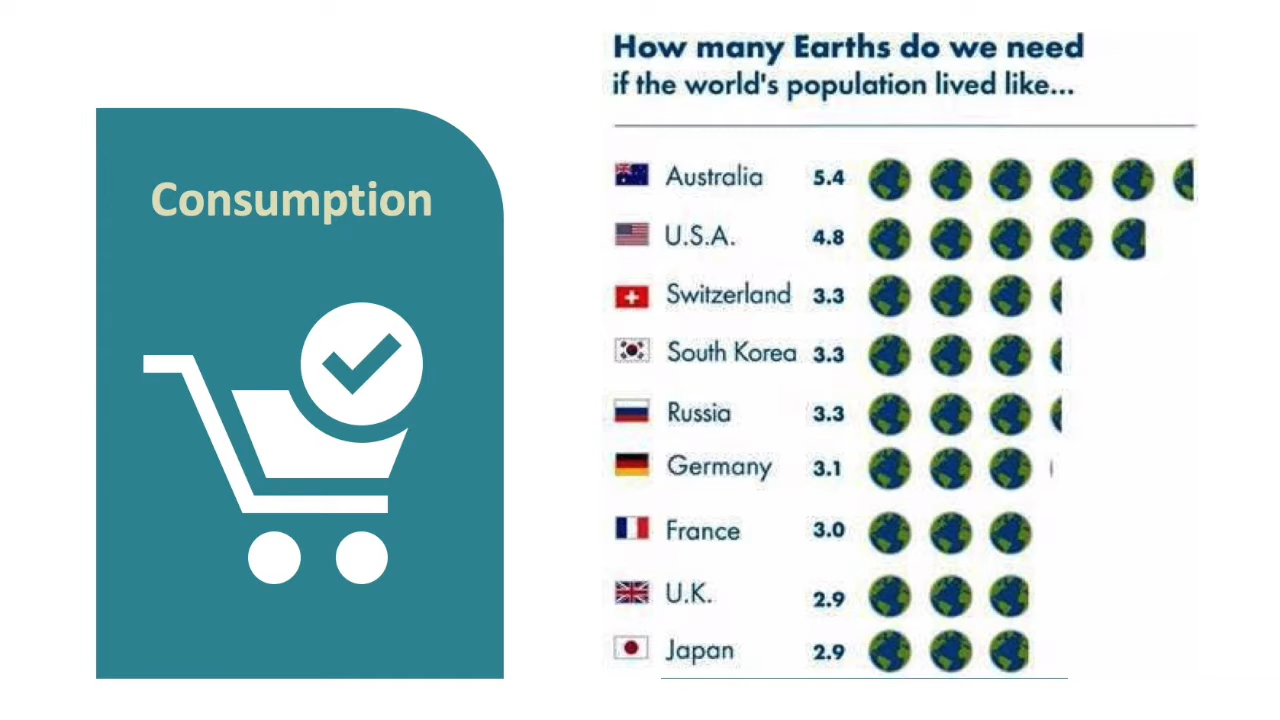 Consumption
How many Earths do we need
if the world's population lived like...
Australia 5.4
U.S.A. 4.8
Switzerland 3.3
South Korea 3.3
Russia 3.3
Germany 3.1
France 3.0
U.K. 2.9
Japan 2.9